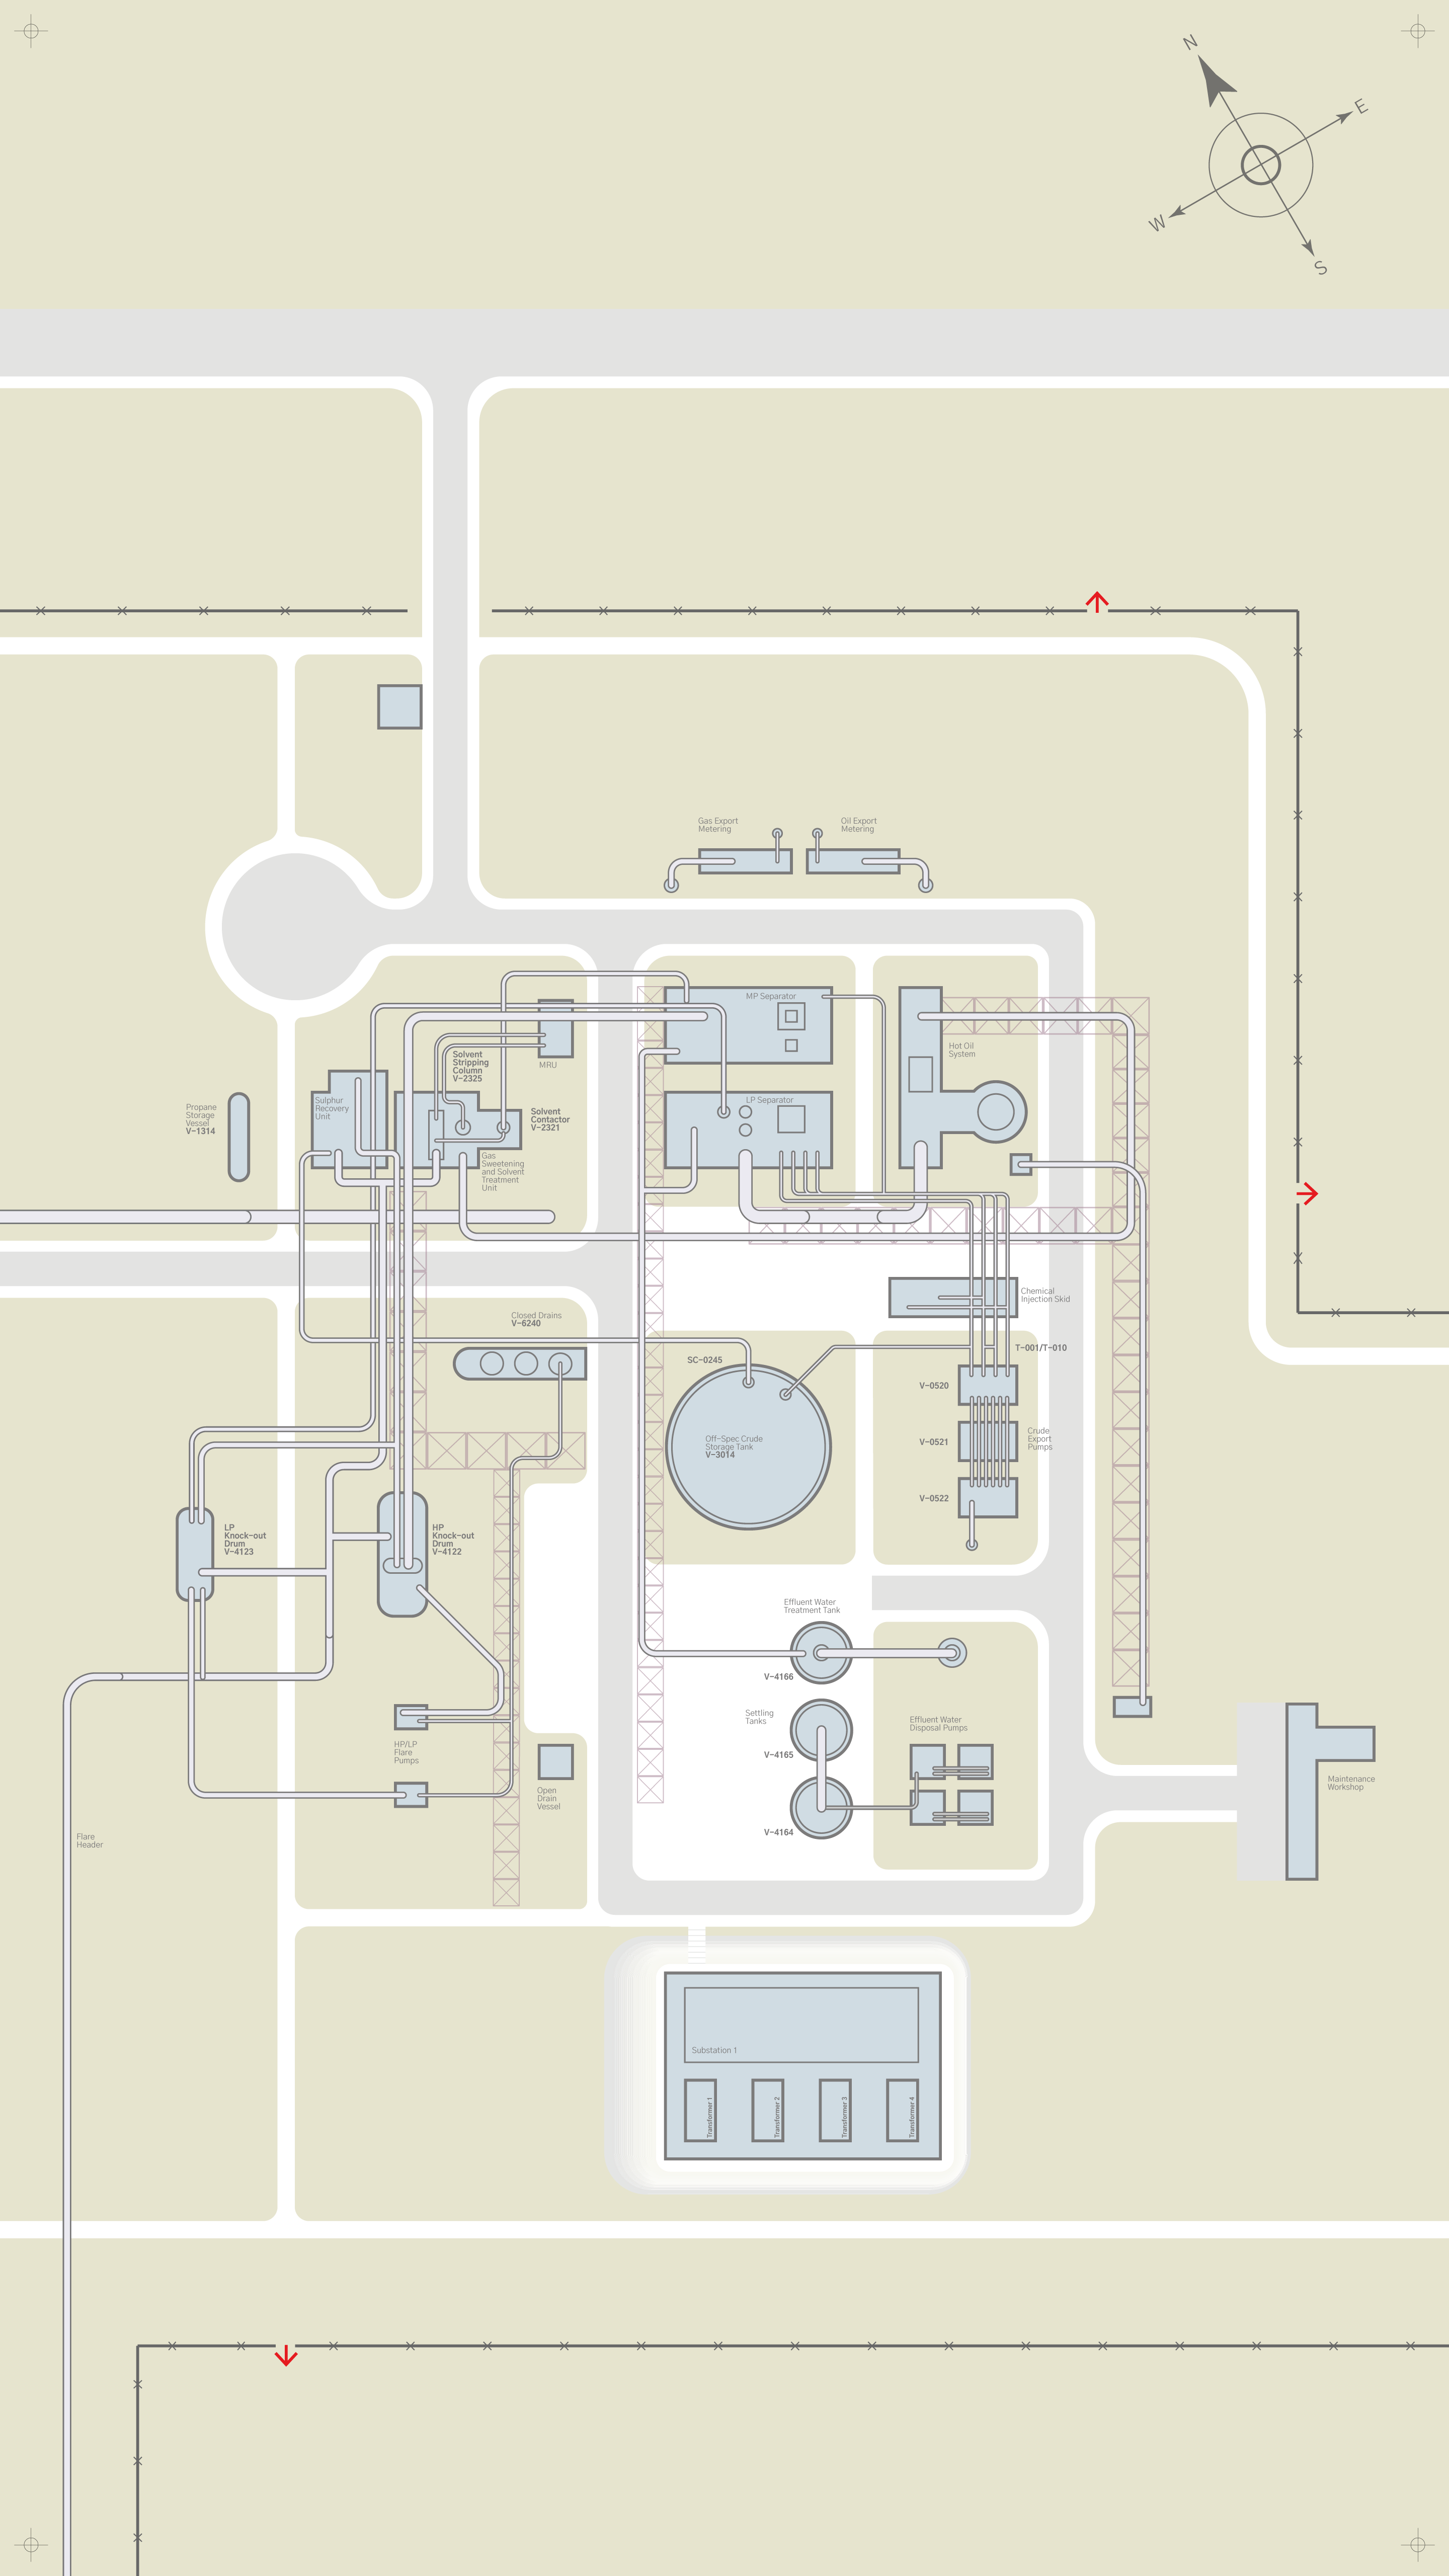 N
E
W
S
Gas Export
Metering
Oil Export
Metering
MP Separator
Hot Oil
System
Solvent
Stripping
Column
V-2325
MRU
Propane
Storage
Vessel
V-1314
Sulphur
Recovery
Unit
Solvent
Contactor
V-2321
LP Separator
Gas
Sweetening
and Solvent
Treatment
Unit
Chemical
Injection Skid
Closed Drains
V-6240
T-001/T-010
SC-0245
V-0520
Off-Spec Crude
Storage Tank
V-3014
V-0521
Crude
Export
Pumps
V-0522
LP
Knock-out
Drum
V-4123
HP
Knock-out
Drum
V-4122
Effluent Water
Treatment Tank
V-4166
Settling
Tanks
Effluent Water
Disposal Pumps
V-4165
HP/LP
Flare
Pumps
Open
Drain
Vessel
Maintenance
Workshop
V-4164
Flare
Header
Substation 1
Transformer 1
Transformer 2
Transformer 3
Transformer 4